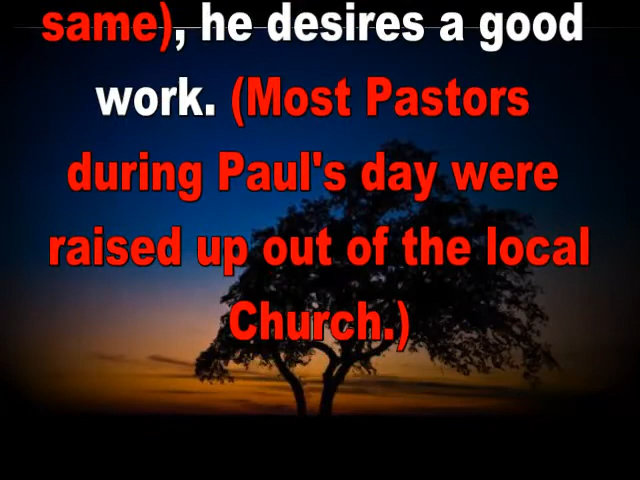 same), he desires a good
work. (Most Pastors
during Paul's day were
raised up out of the local
Church.)